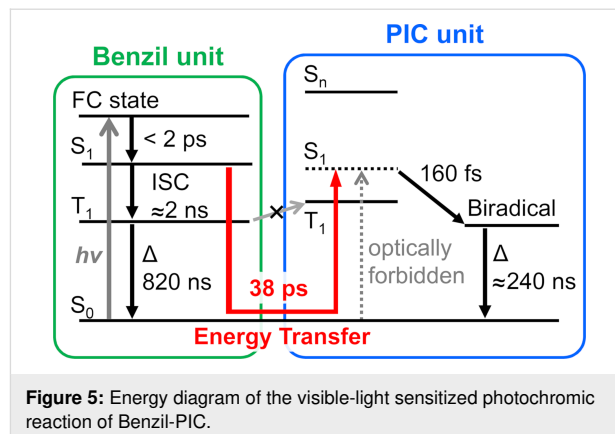 Benzil unit
PIC unit
FC state
S₁
< 2 ps
ISC
≈2 ns
T₁
hν
Δ
820 ns
S₀
38 ps
Energy Transfer
Sₙ
S₁
160 fs
T₁
Biradical
optically
forbidden
Δ
≈240 ns
Figure 5: Energy diagram of the visible-light sensitized photochromic
reaction of Benzil-PIC.